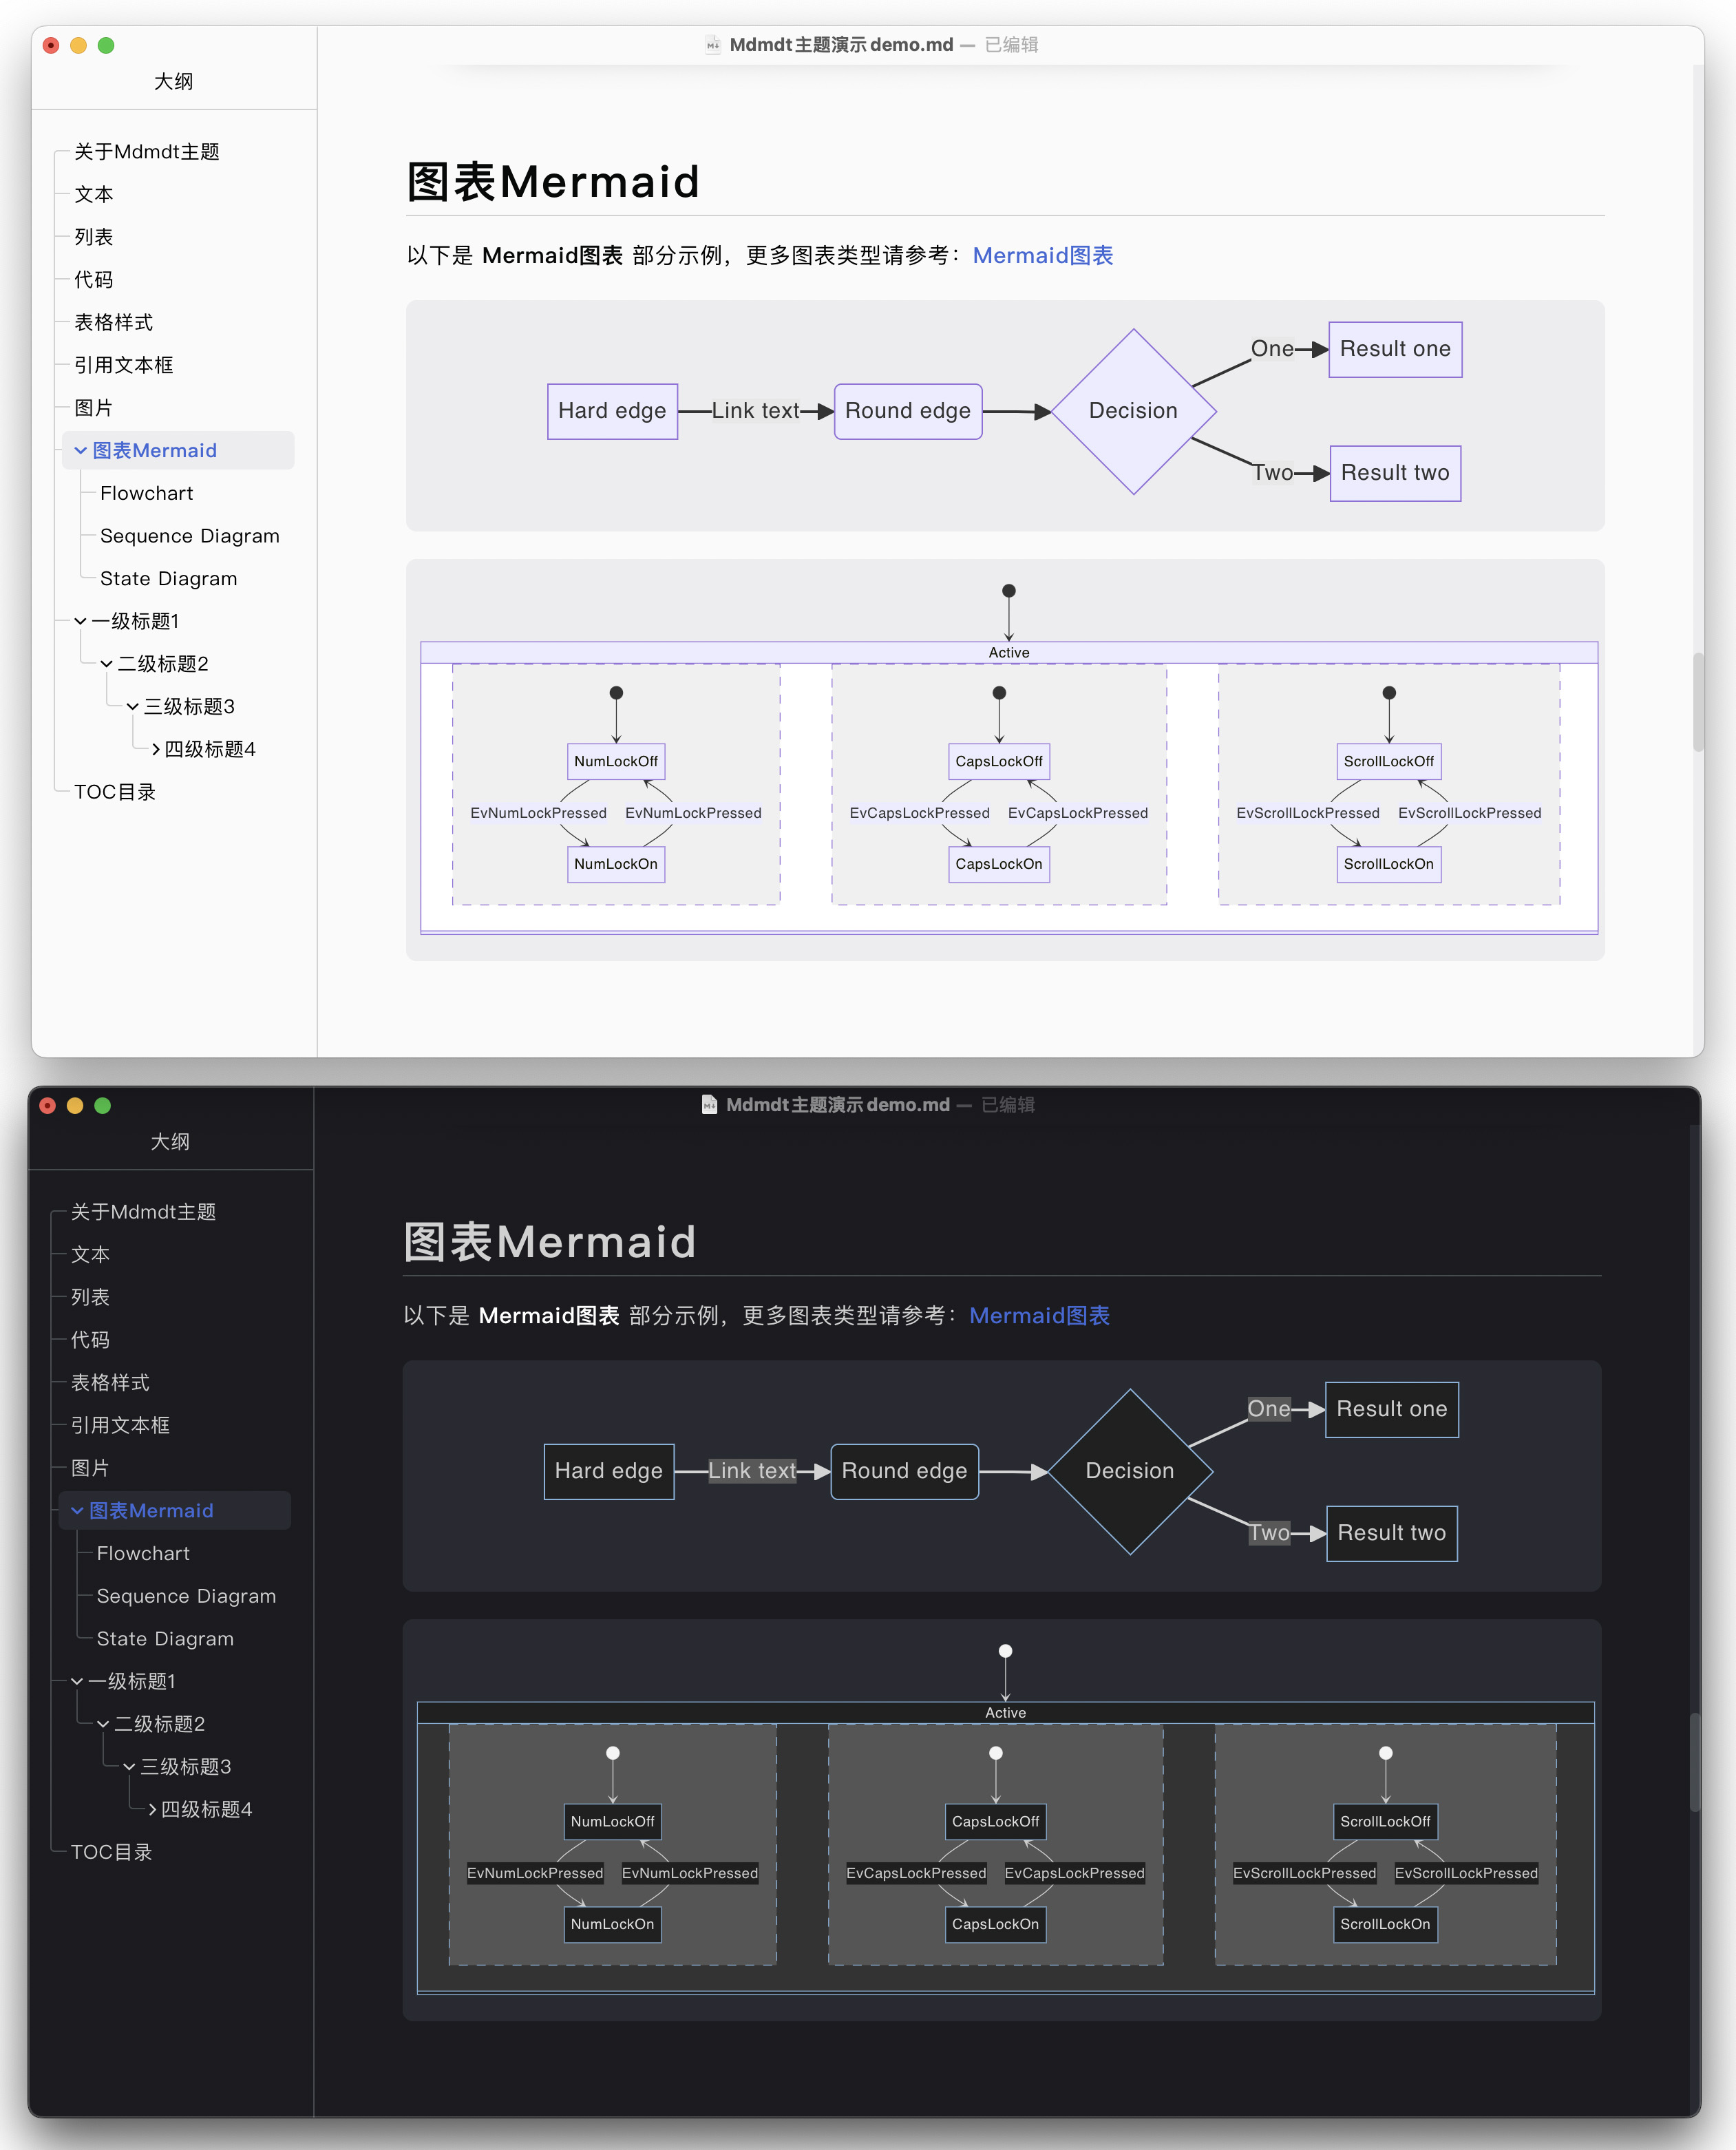 Mdmdt主题演示demo.md — 已编辑
大纲
关于Mdmdt主题
文本
列表
代码
表格样式
引用文本框
图片
图表Mermaid
Flowchart
Sequence Diagram
State Diagram
一级标题1
二级标题2
三级标题3
四级标题4
TOC目录
图表Mermaid
以下是 Mermaid图表 部分示例，更多图表类型请参考：Mermaid图表
Hard edge
Link text
Round edge
Decision
One
Result one
Two
Result two
Active
NumLockOff
EvNumLockPressed
EvNumLockPressed
NumLockOn
CapsLockOff
EvCapsLockPressed
EvCapsLockPressed
CapsLockOn
ScrollLockOff
EvScrollLockPressed
EvScrollLockPressed
ScrollLockOn
Mdmdt主题演示demo.md — 已编辑
大纲
关于Mdmdt主题
文本
列表
代码
表格样式
引用文本框
图片
图表Mermaid
Flowchart
Sequence Diagram
State Diagram
一级标题1
二级标题2
三级标题3
四级标题4
TOC目录
图表Mermaid
以下是 Mermaid图表 部分示例，更多图表类型请参考：Mermaid图表
Hard edge
Link text
Round edge
Decision
One
Result one
Two
Result two
Active
NumLockOff
EvNumLockPressed
EvNumLockPressed
NumLockOn
CapsLockOff
EvCapsLockPressed
EvCapsLockPressed
CapsLockOn
ScrollLockOff
EvScrollLockPressed
EvScrollLockPressed
ScrollLockOn